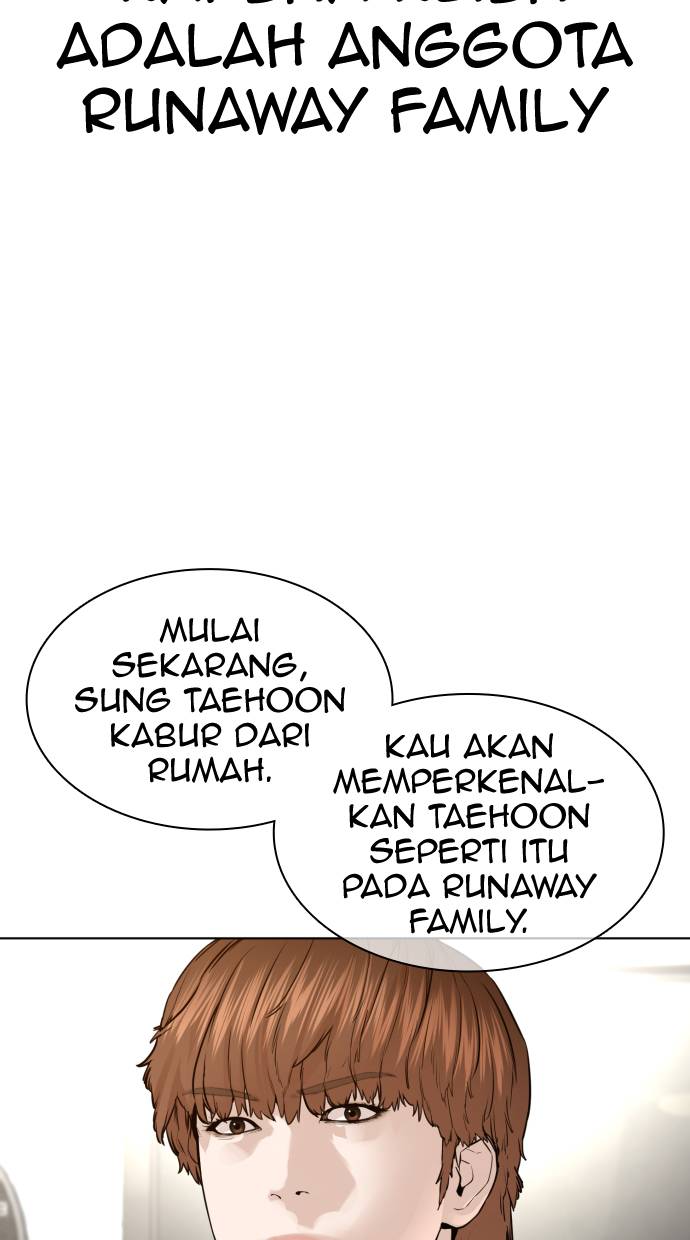 ADALAH ANGGOTA
RUNAWAY FAMILY
MULAI
SEKARANG,
SUNG TAEHOON
KABUR DARI
RUMAH.
KAU AKAN
MEMPERKENAL-
KAN TAEHOON
SEPERTI ITU
PADA RUNAWAY
FAMILY.